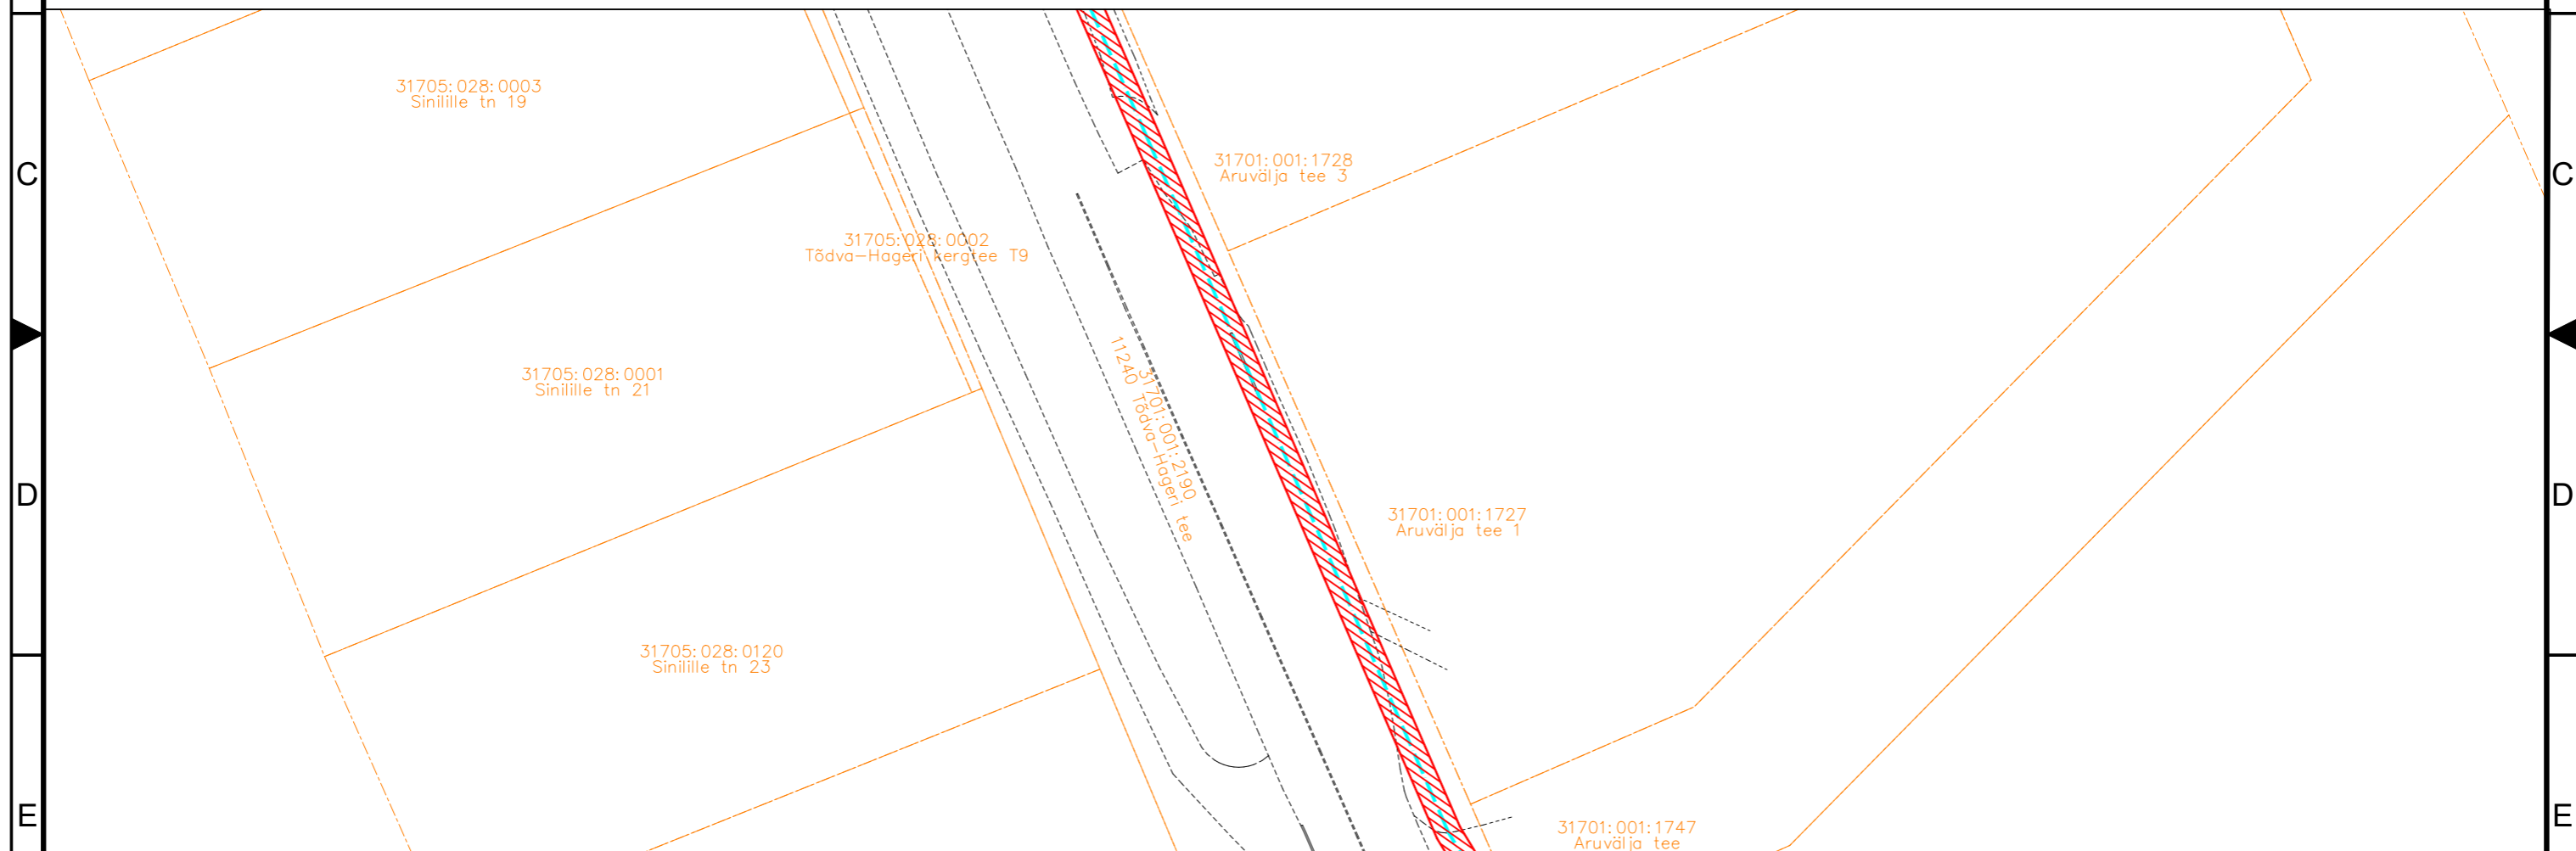 31705:028:0003
Sinilille tn 19
C
31701:001:1728
Aruvälja tee 3
C
31705:028:0002
Tõdva-Hageri kergtee T9
31705:028:0001
Sinilille tn 21
31701:001:2190
11240 Tõdva-Hageri tee
D
31701:001:1727
Aruvälja tee 1
D
31705:028:0120
Sinilille tn 23
E
31701:001:1747
Aruvälja tee
E